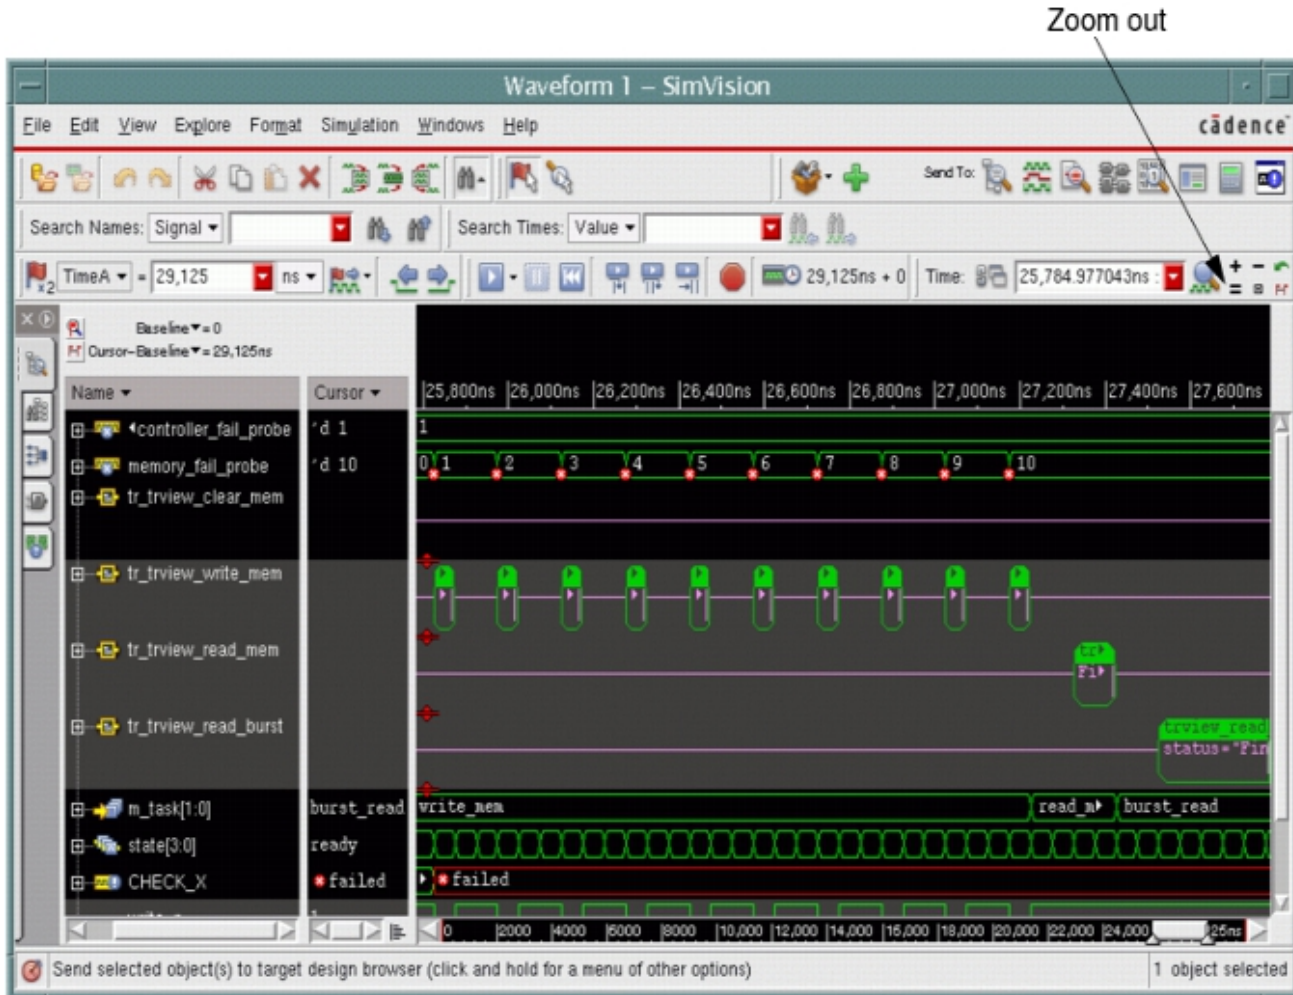 Zoom out
Waveform 1 – SimVision
File Edit View Explore Format Simulation Windows Help cādence
Send To:
Search Names: Signal Search Times: Value
x2 TimeA = 29,125 ns 29,125ns + 0 Time: 25,784.977043ns :
Baseline = 0
Cursor-Baseline = 29,125ns
Name Cursor 25,800ns 26,000ns 26,200ns 26,400ns 26,600ns 26,800ns 27,000ns 27,200ns 27,400ns 27,600ns
controller_fail_probe 'd 1 1
memory_fail_probe 'd 10 0 1 2 3 4 5 6 7 8 9 10
tr_trview_clear_mem
tr_trview_write_mem
tr_trview_read_mem tr
Fi
tr_trview_read_burst trview_read
status="Fin
m_task[1:0] burst_read write_mem read_m burst_read
state[3:0] ready
CHECK_X failed failed
0 2000 4000 6000 8000 10,000 12,000 14,000 16,000 18,000 20,000 22,000 24,000 25ns
Send selected object(s) to target design browser (click and hold for a menu of other options) 1 object selected